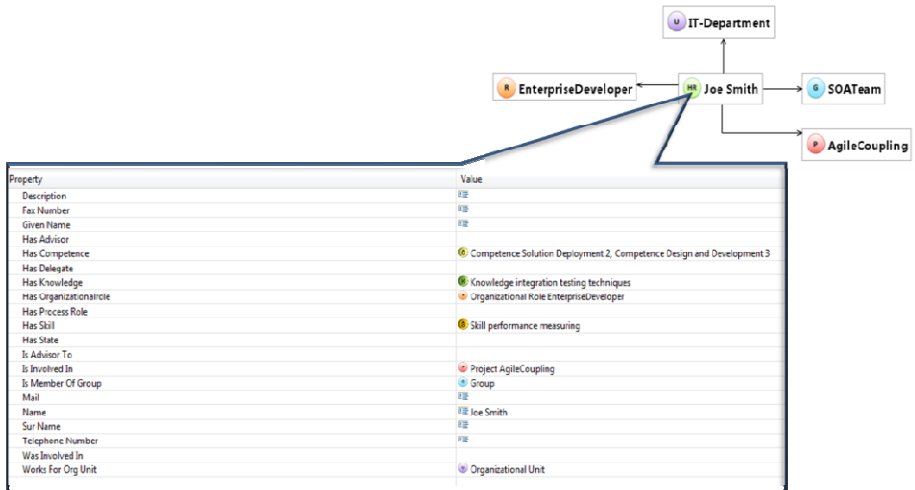 U IT-Department
R EnterpriseDeveloper
HR Joe Smith
G SOATeam
P AgileCoupling
Property Value
Description
Fax Number
Given Name
Has Advisor
Has Competence Competence Solution Deployment 2, Competence Design and Development 3
Has Delegate
Has Knowledge Knowledge integration testing techniques
Has Organizationalrole Organizational Role EnterpriseDeveloper
Has Process Role
Has Skill Skill performance measuring
Has State
Is Advisor To
Is Involved In Project AgileCoupling
Is Member Of Group Group
Mail
Name Joe Smith
Sur Name
Telephone Number
Was Involved In
Works For Org Unit Organizational Unit